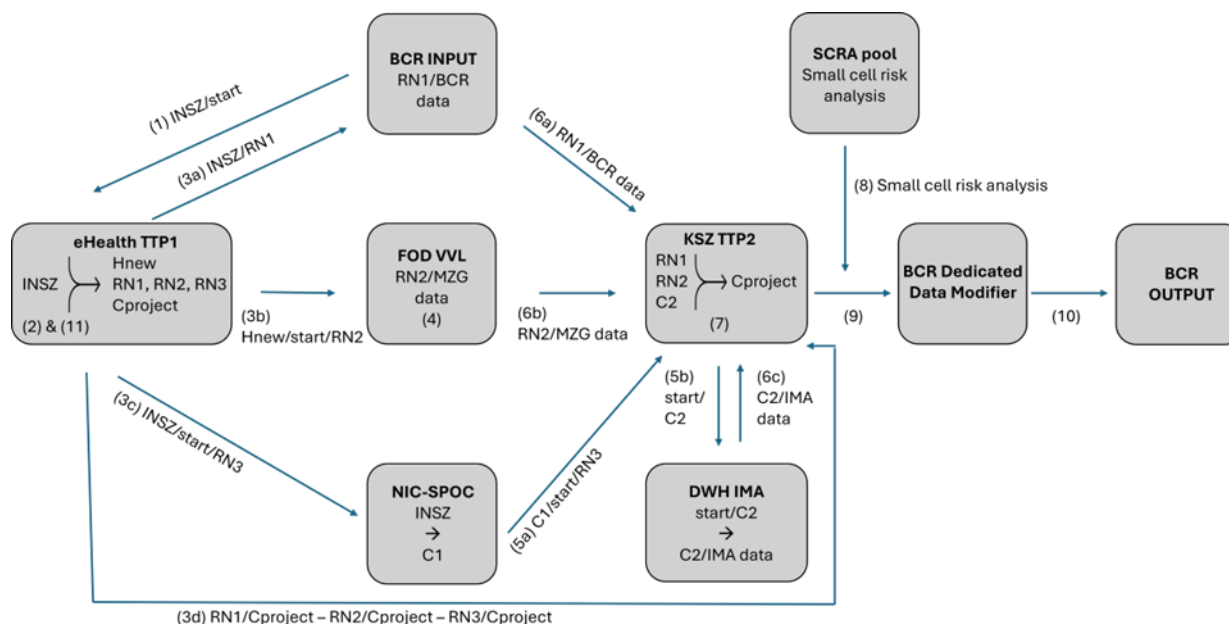 BCR INPUT
RN1/BCR
data
SCRA pool
Small cell risk
analysis
(1) INSZ/start
(3a) INSZ/RN1
(6a) RN1/BCR data
(8) Small cell risk analysis
eHealth TTP1
INSZ
Hnew
RN1, RN2, RN3
Cproject
(2) & (11)
(3b)
Hnew/start/RN2
FOD VVL
RN2/MZG
data
(4)
(6b)
RN2/MZG data
KSZ TTP2
RN1
RN2
C2
Cproject
(7)
(9)
BCR Dedicated
Data Modifier
(10)
BCR
OUTPUT
(3c) INSZ/start/RN3
(5b)
start/
C2
(6c)
C2/IMA
data
NIC-SPOC
INSZ
→
C1
(5a) C1/start/RN3
DWH IMA
start/C2
→
C2/IMA data
(3d) RN1/Cproject – RN2/Cproject – RN3/Cproject